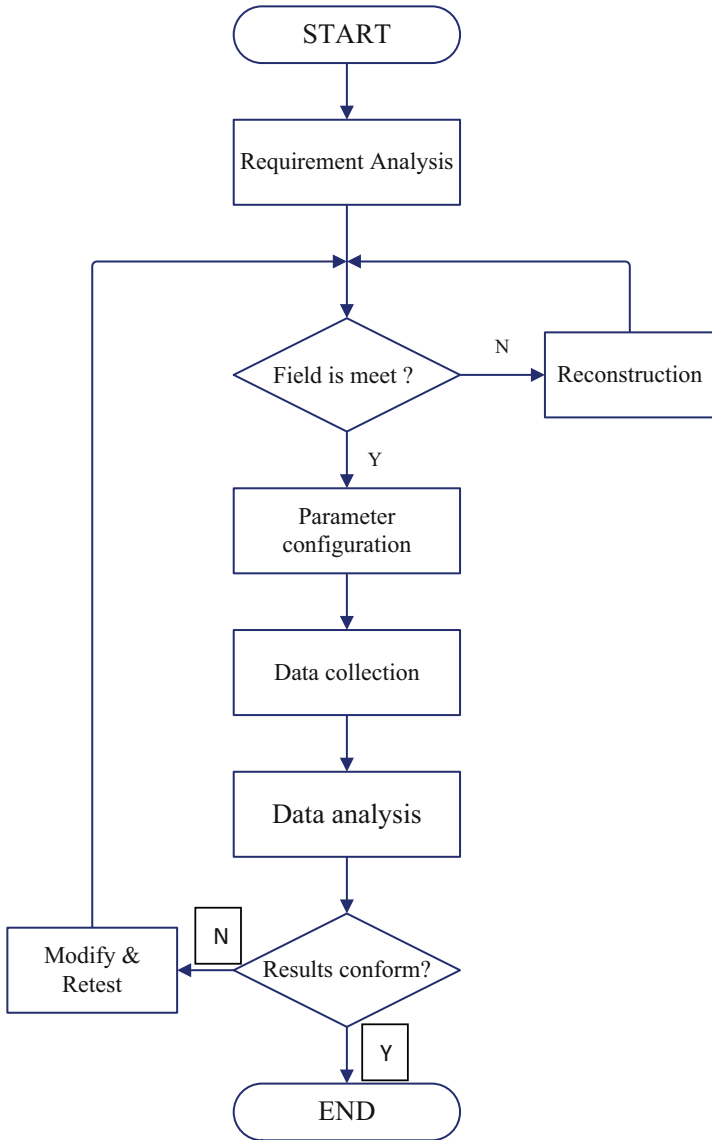 START
Requirement Analysis
Field is meet ?
N
Reconstruction
Y
Parameter
configuration
Data collection
Data analysis
Results conform?
N
Modify &
Retest
Y
END